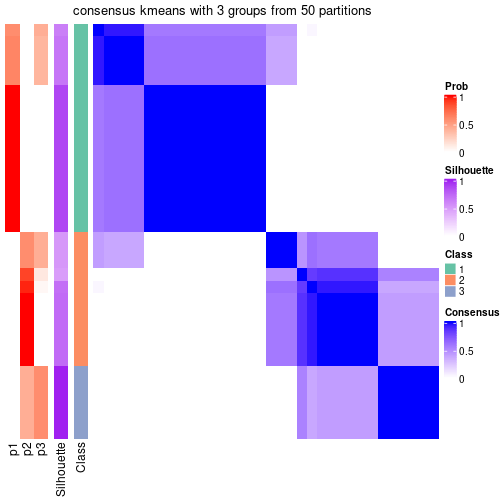 consensus kmeans with 3 groups from 50 partitions
Prob
1
0.5
0
Silhouette
1
0.5
0
Class
1
2
3
Consensus
1
0.5
0
p1
p2
p3
Silhouette
Class